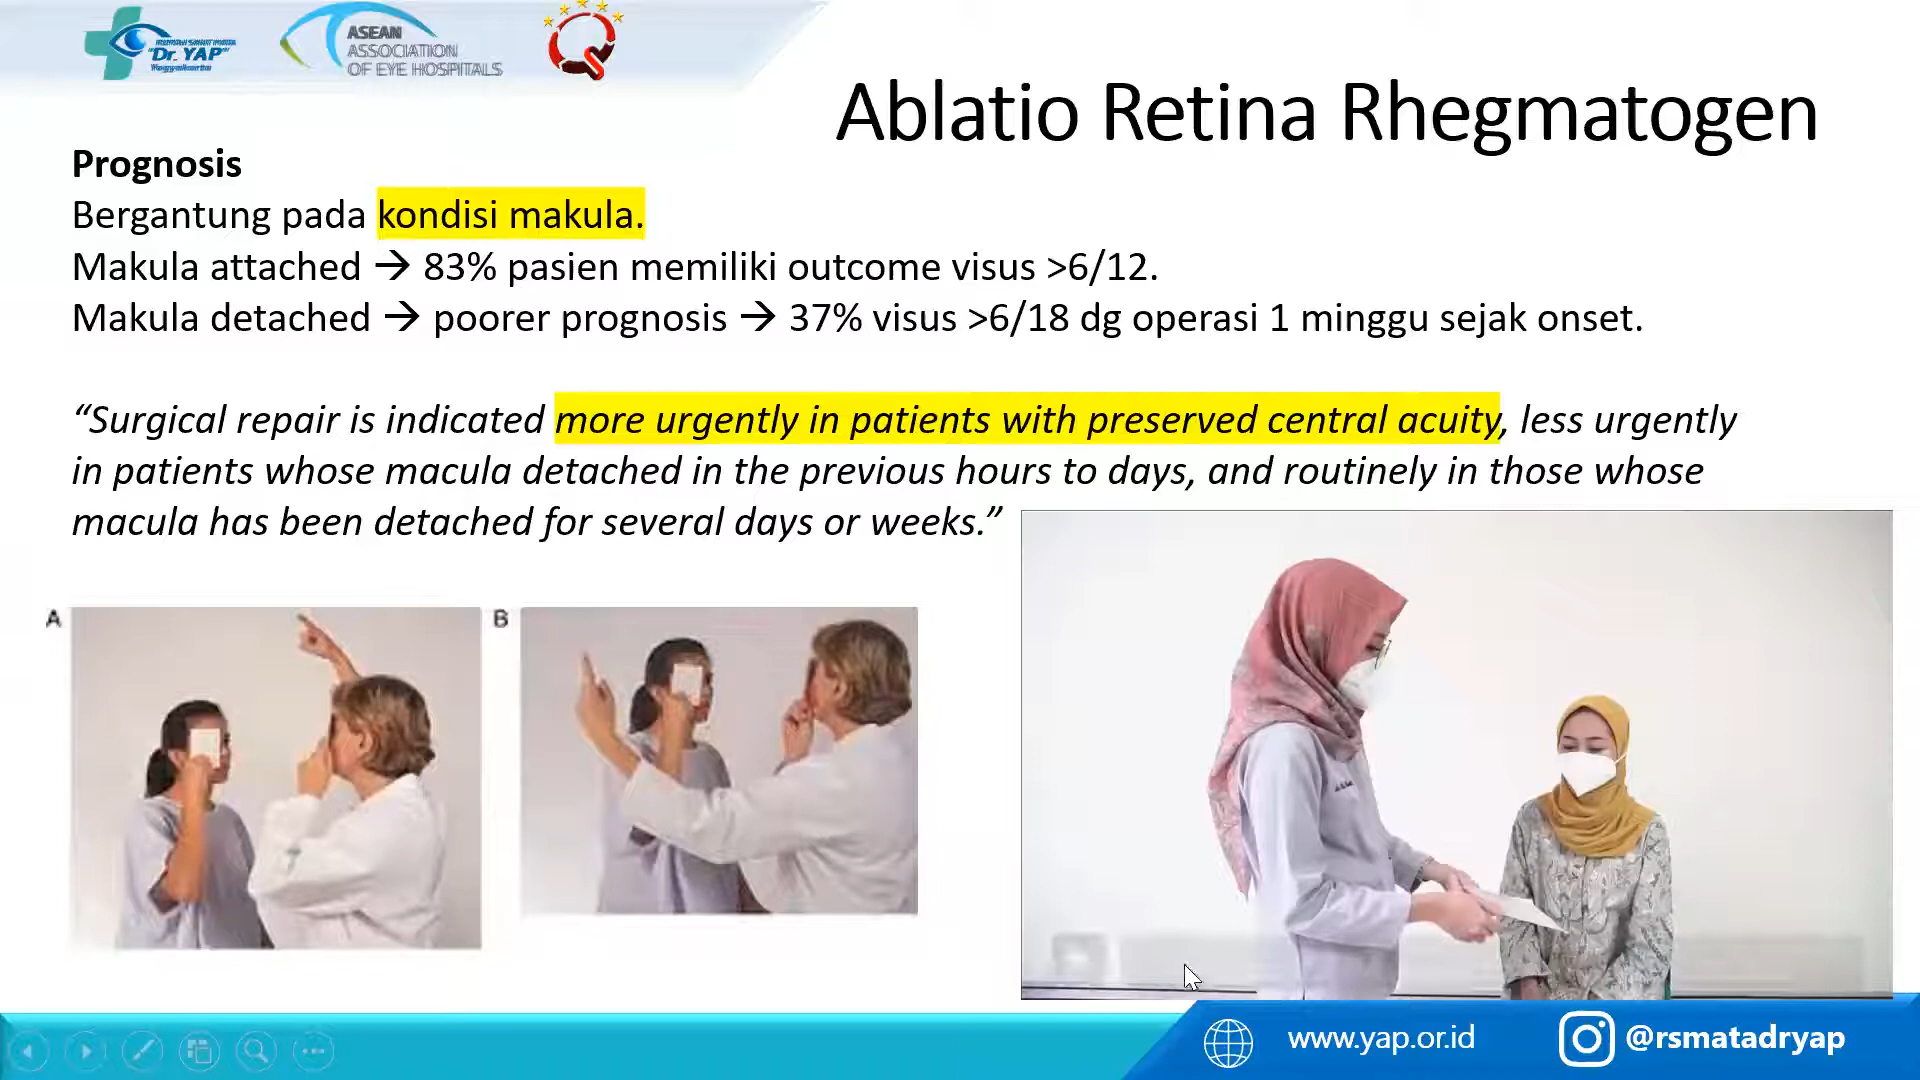 "Dr. YAP"
ASEAN
ASSOCIATION
OF EYE HOSPITALS
Ablatio Retina Rhegmatogen
Prognosis
Bergantung pada kondisi makula.
Makula attached → 83% pasien memiliki outcome visus >6/12.
Makula detached → poorer prognosis → 37% visus >6/18 dg operasi 1 minggu sejak onset.
“Surgical repair is indicated more urgently in patients with preserved central acuity, less urgently
in patients whose macula detached in the previous hours to days, and routinely in those whose
macula has been detached for several days or weeks.”
A
B
www.yap.or.id
@rsmatadryap